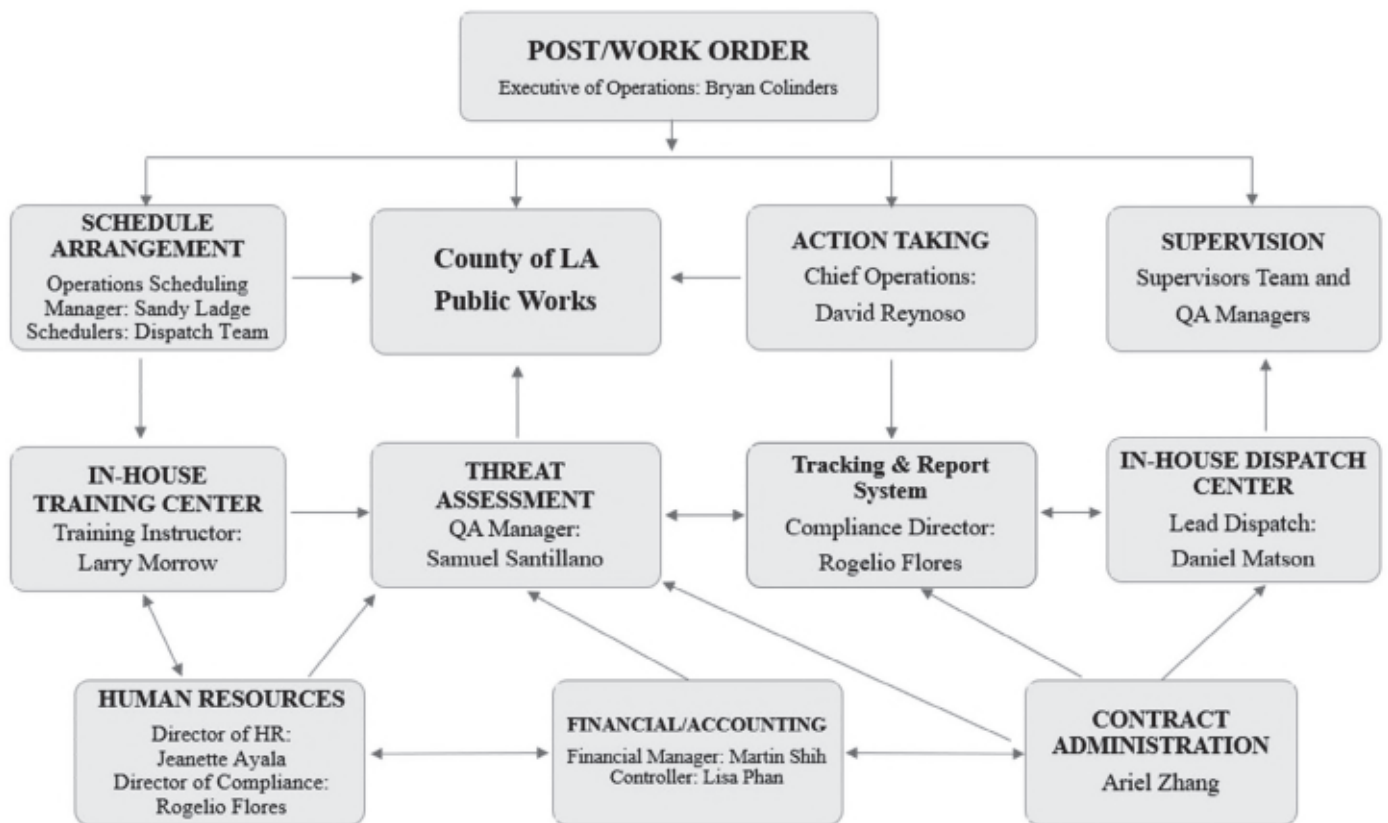 POST/WORK ORDER
Executive of Operations: Bryan Colinders
SCHEDULE
ARRANGEMENT
Operations Scheduling
Manager: Sandy Ladge
Schedulers: Dispatch Team
County of LA
Public Works
ACTION TAKING
Chief Operations:
David Reynoso
SUPERVISION
Supervisors Team and
QA Managers
IN-HOUSE
TRAINING CENTER
Training Instructor:
Larry Morrow
THREAT
ASSESSMENT
QA Manager:
Samuel Santillano
Tracking & Report
System
Compliance Director:
Rogelio Flores
IN-HOUSE DISPATCH
CENTER
Lead Dispatch:
Daniel Matson
HUMAN RESOURCES
Director of HR:
Jeanette Ayala
Director of Compliance:
Rogelio Flores
FINANCIAL/ACCOUNTING
Financial Manager: Martin Shih
Controller: Lisa Phan
CONTRACT
ADMINISTRATION
Ariel Zhang